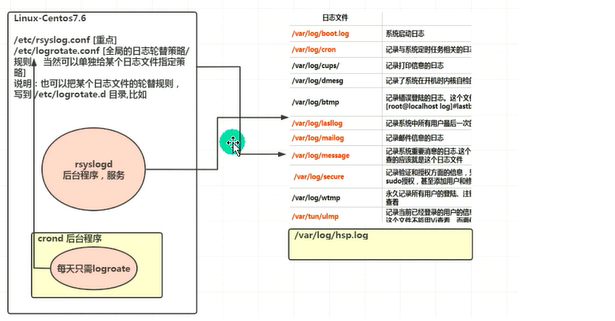 Linux-Centos7.6
/etc/rsyslog.conf [重点]
/etc/logrotate.conf [全局的日志轮替策略/
规则， 当然可以单独给某个日志文件指定策
略]
说明：也可以把某个日志文件的轮替规则，
写到 /etc/logrotate.d 目录,比如
rsyslogd
后台程序，服务
crond 后台程序
每天只需logroate
日志文件
/var/log/boot.log 系统启动日志
/var/log/cron 记录与系统定时任务相关的日志
/var/log/cups/ 记录打印信息的日志
/var/log/dmesg 记录了系统在开机时内核自检
/var/log/btmp 记录错误登陆的日志。这个文件
[root@localhost log]#lastb
/var/log/lasllog 记录系统中所有用户最后一次
/var/log/mailog 记录邮件信息的日志
/var/log/message 记录系统重要消息的日志.这个
查的应该就是这个日志文件
/var/log/secure 记录验证和授权方面的信息，
sudo授权，甚至添加用户和
/var/log/wtmp 永久记录所有用户的登陆、注
查看
/var/tun/ulmp 记录当前已经登录的用户的信
/var/log/hsp.log